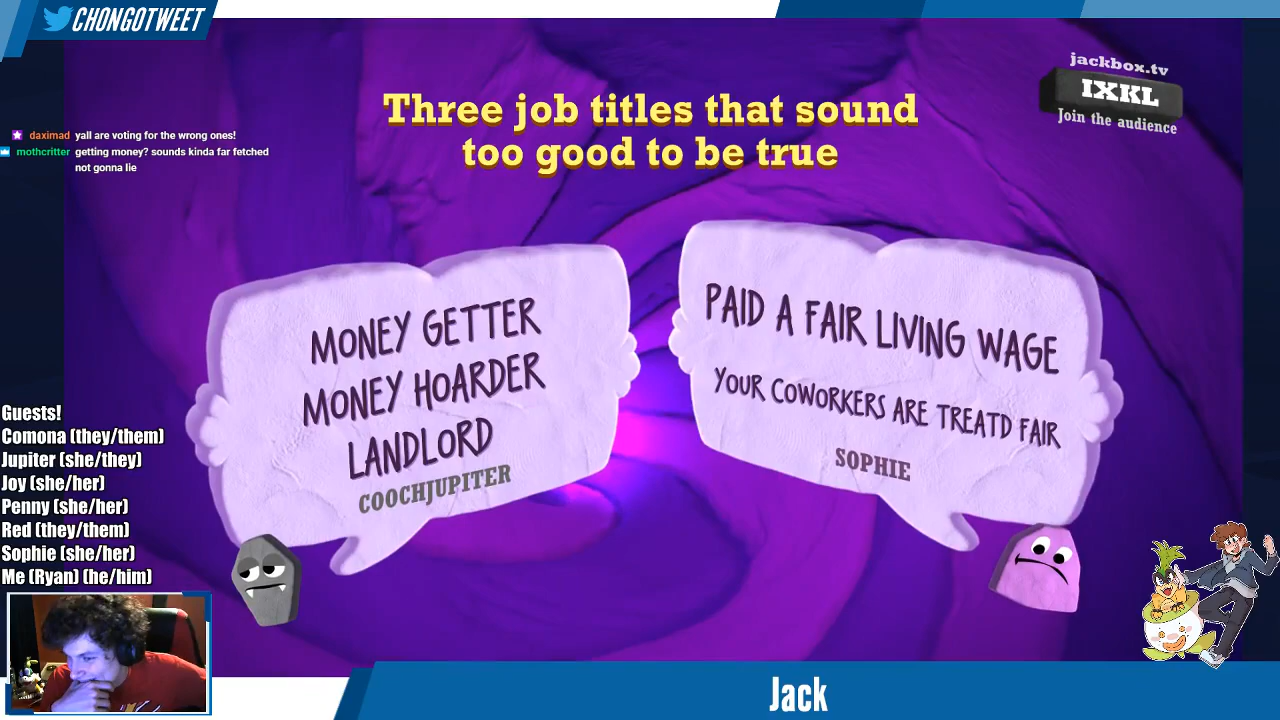 CHONGOTWEET
jackbox.tv
IXKL
Join the audience
Three job titles that sound
too good to be true
daximad yall are voting for the wrong ones!
mothcritter getting money? sounds kinda far fetched
not gonna lie
MONEY GETTER
MONEY HOARDER
LANDLORD
COOCHJUPITER
PAID A FAIR LIVING WAGE
YOUR COWORKERS ARE TREATD FAIR
SOPHIE
Guests!
Comona (they/them)
Jupiter (she/they)
Joy (she/her)
Penny (she/her)
Red (they/them)
Sophie (she/her)
Me (Ryan) (he/him)
Jack